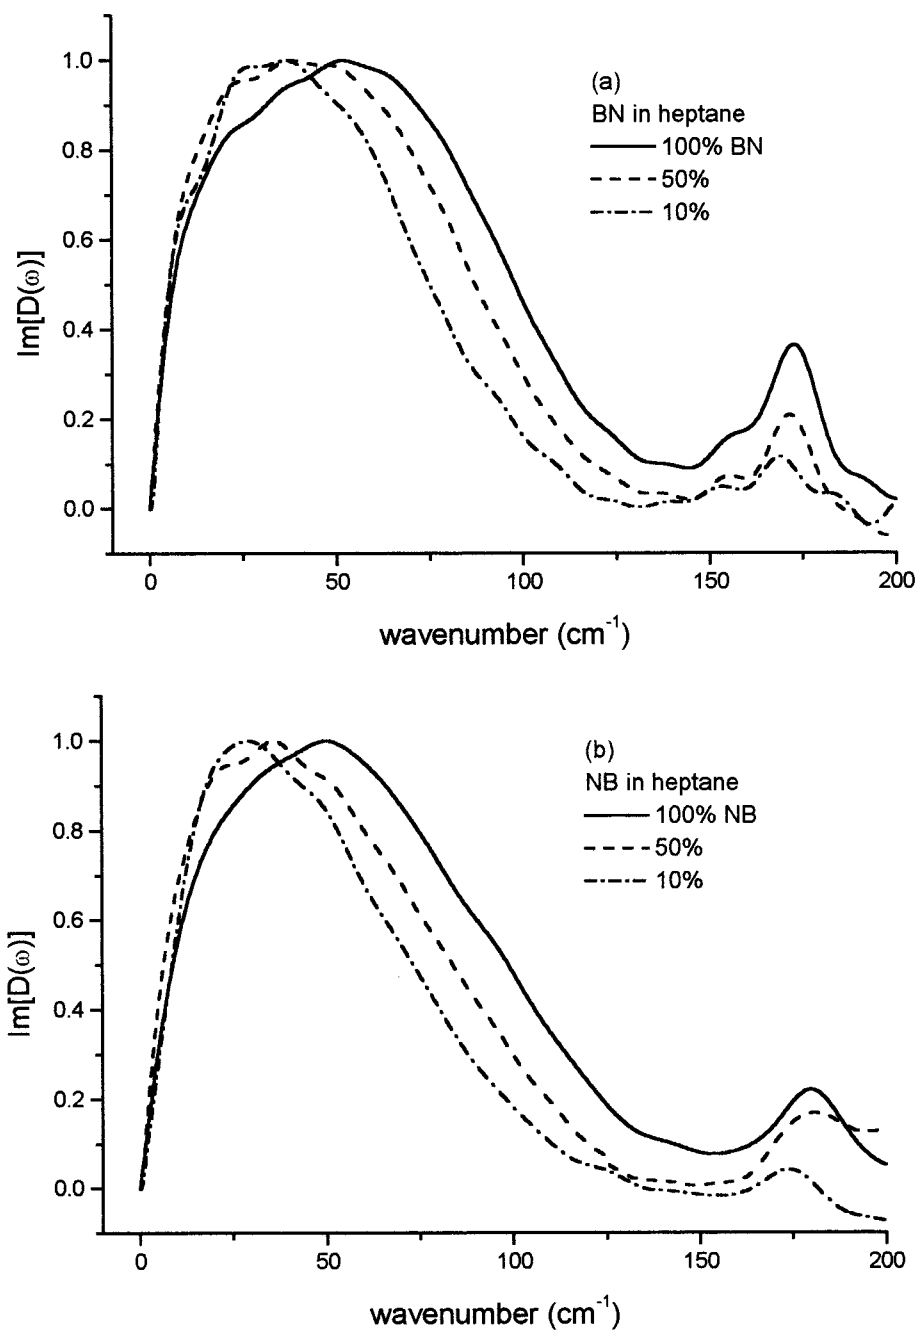 (a)
BN in heptane
100% BN
50%
10%
1.0
0.8
0.6
0.4
0.2
0.0
Im[D(ω)]
0
50
100
150
200
wavenumber (cm⁻¹)
(b)
NB in heptane
100% NB
50%
10%
1.0
0.8
0.6
0.4
0.2
0.0
Im[D(ω)]
0
50
100
150
200
wavenumber (cm⁻¹)